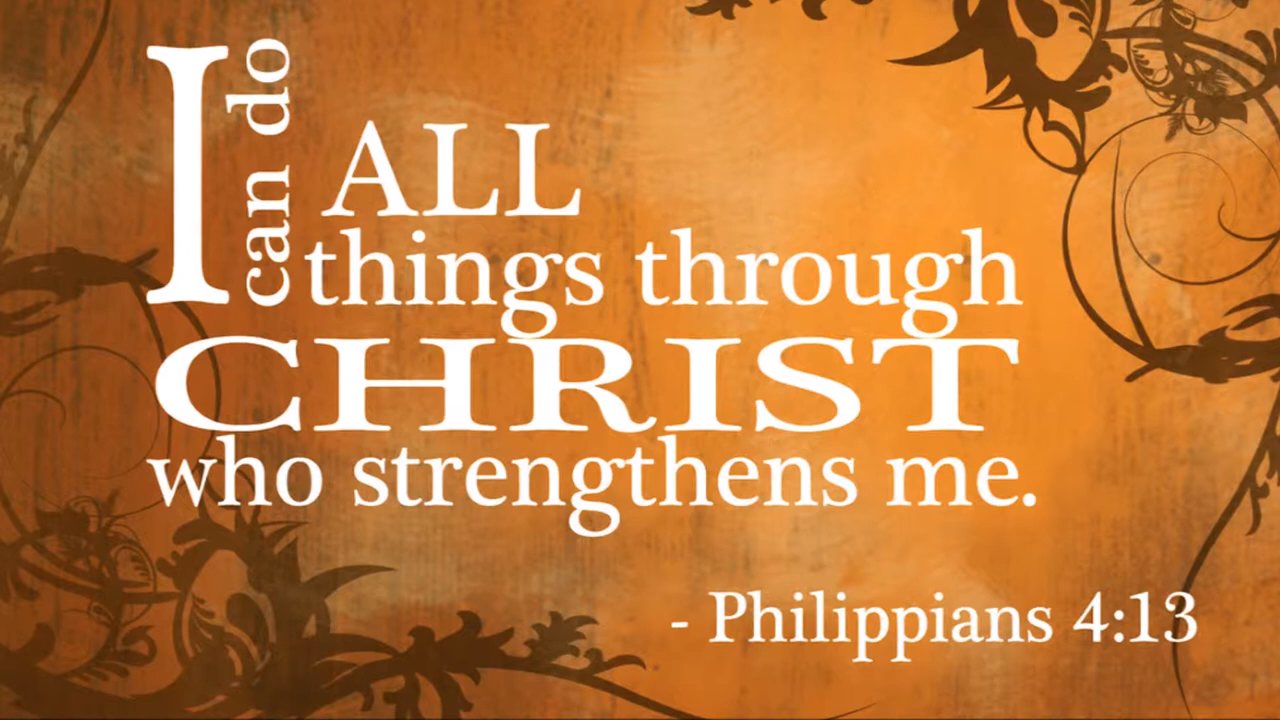 I can do ALL
things through
CHRIST
who strengthens me.
- Philippians 4:13